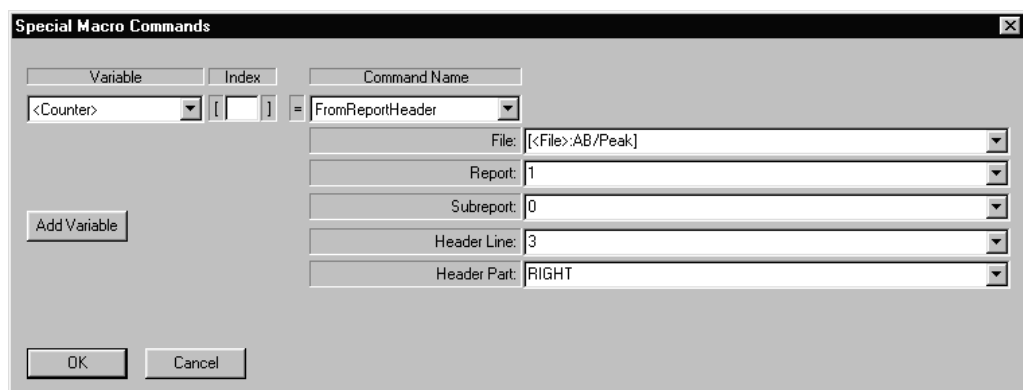 Special Macro Commands
Variable Index Command Name
<Counter> [ ] = FromReportHeader
File: [<File>:AB/Peak]
Report: 1
Subreport: 0
Add Variable
Header Line: 3
Header Part: RIGHT
OK Cancel